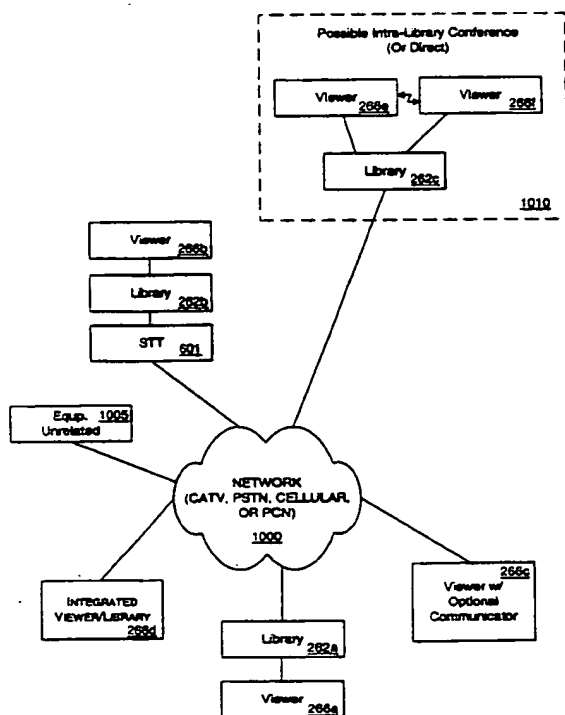 Possible Intra-Library Conference
(Or Direct)
Viewer
266e
Viewer
266f
Library
262c
1010
Viewer
266b
Library
262b
STT
601
Equip.
Unrelated
1005
NETWORK
(CATV, PSTN, CELLULAR,
OR PCN)
1000
INTEGRATED
VIEWER/LIBRARY
266d
266c
Viewer w/
Optional
Communicator
Library
262a
Viewer
266a